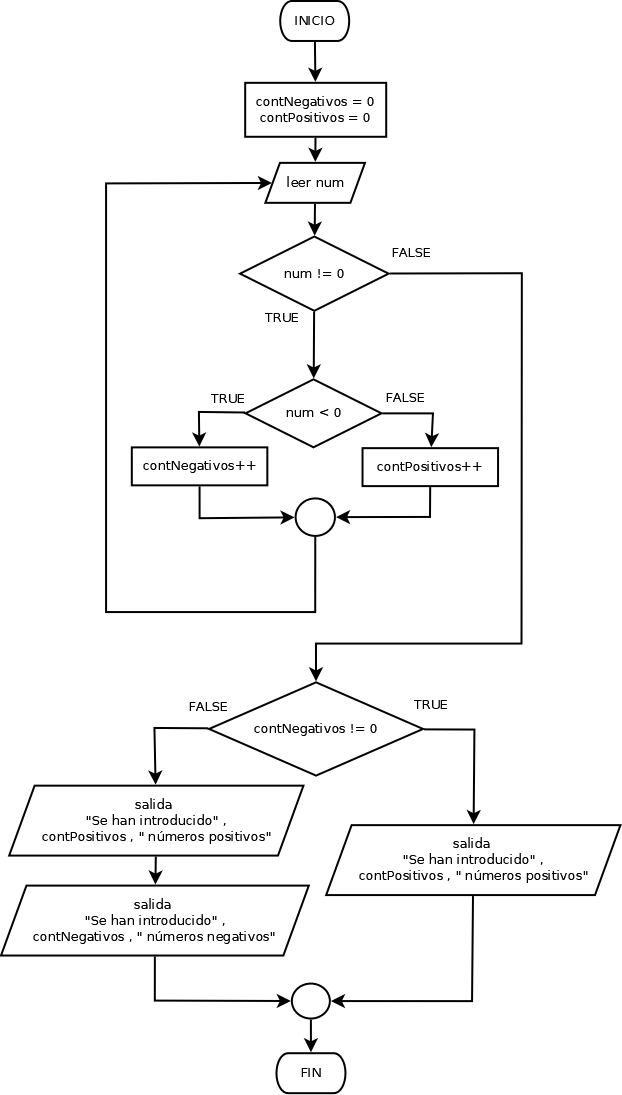 INICIO
contNegativos = 0
contPositivos = 0
leer num
num != 0
FALSE
TRUE
num < 0
TRUE
FALSE
contNegativos++
contPositivos++
contNegativos != 0
FALSE
TRUE
salida
"Se han introducido" ,
contPositivos , " números positivos"
salida
"Se han introducido" ,
contPositivos , " números positivos"
salida
"Se han introducido" ,
contNegativos , " números negativos"
FIN